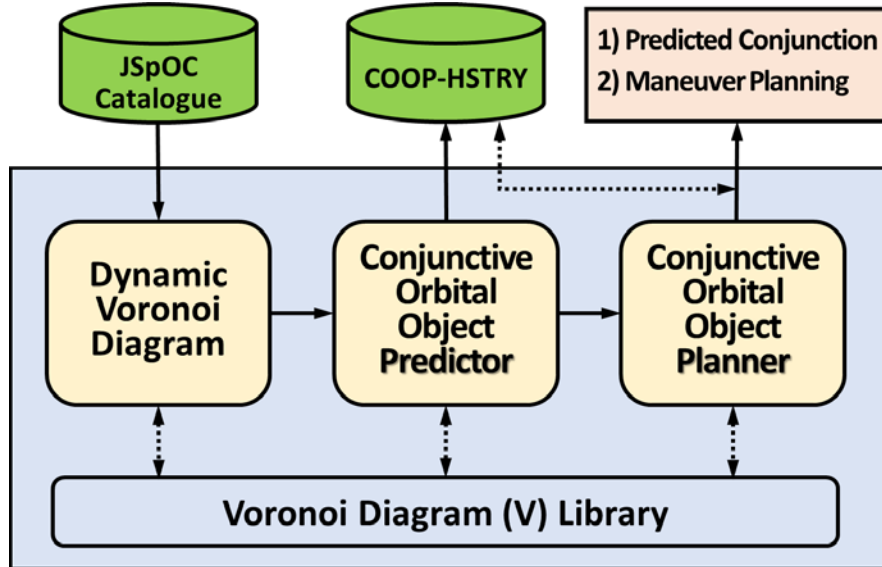 JSpOC
Catalogue
COOP-HSTRY
1) Predicted Conjunction
2) Maneuver Planning
Dynamic
Voronoi
Diagram
Conjunctive
Orbital
Object
Predictor
Conjunctive
Orbital
Object
Planner
Voronoi Diagram (V) Library